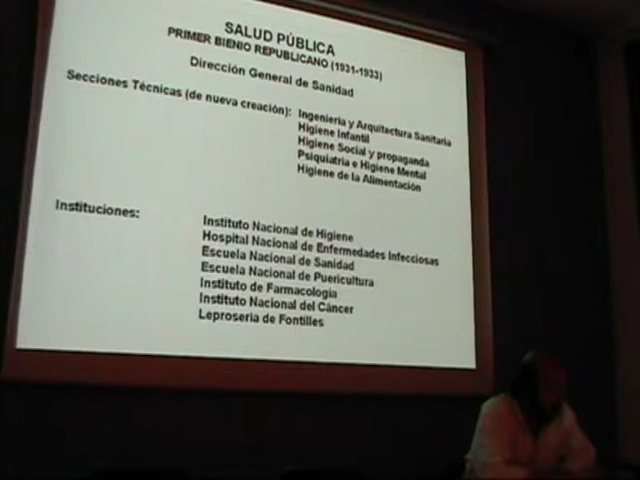 SALUD PÚBLICA
PRIMER BIENIO REPUBLICANO (1931-1933)
Dirección General de Sanidad
Secciones Técnicas (de nueva creación): Ingeniería y Arquitectura Sanitaria
Higiene Infantil
Higiene Social y propaganda
Psiquiatría e Higiene Mental
Higiene de la Alimentación
Instituciones: Instituto Nacional de Higiene
Hospital Nacional de Enfermedades Infecciosas
Escuela Nacional de Sanidad
Escuela Nacional de Puericultura
Instituto de Farmacología
Instituto Nacional del Cáncer
Leprosería de Fontilles